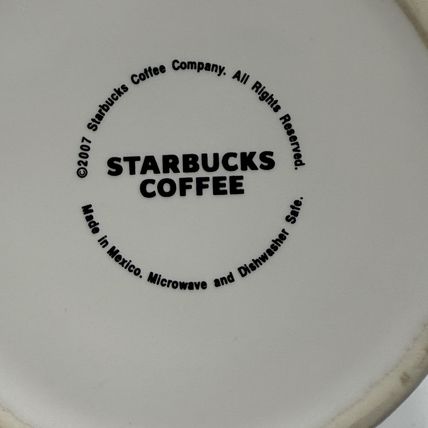 ©2007 Starbucks Coffee Company. All Rights Reserved.
STARBUCKS
COFFEE
Made in Mexico. Microwave and Dishwasher Safe.